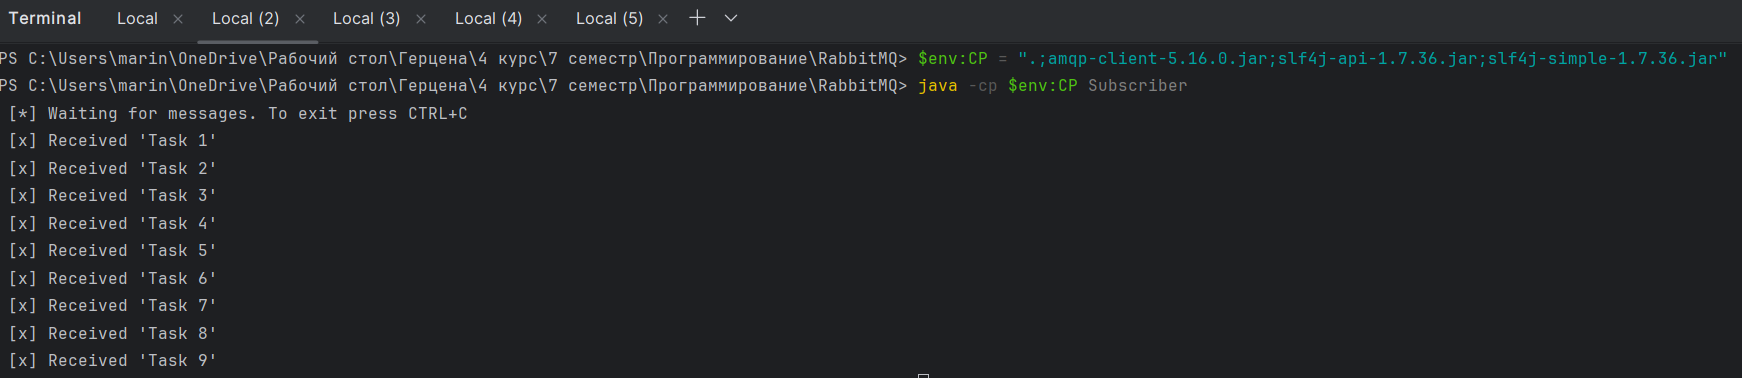 Terminal Local × Local (2) × Local (3) × Local (4) × Local (5) ×
PS C:\Users\marin\OneDrive\Рабочий стол\Герцена\4 курс\7 семестр\Программирование\RabbitMQ> $env:CP = ".;amqp-client-5.16.0.jar;slf4j-api-1.7.36.jar;slf4j-simple-1.7.36.jar"
PS C:\Users\marin\OneDrive\Рабочий стол\Герцена\4 курс\7 семестр\Программирование\RabbitMQ> java -cp $env:CP Subscriber
[*] Waiting for messages. To exit press CTRL+C
[x] Received 'Task 1'
[x] Received 'Task 2'
[x] Received 'Task 3'
[x] Received 'Task 4'
[x] Received 'Task 5'
[x] Received 'Task 6'
[x] Received 'Task 7'
[x] Received 'Task 8'
[x] Received 'Task 9'